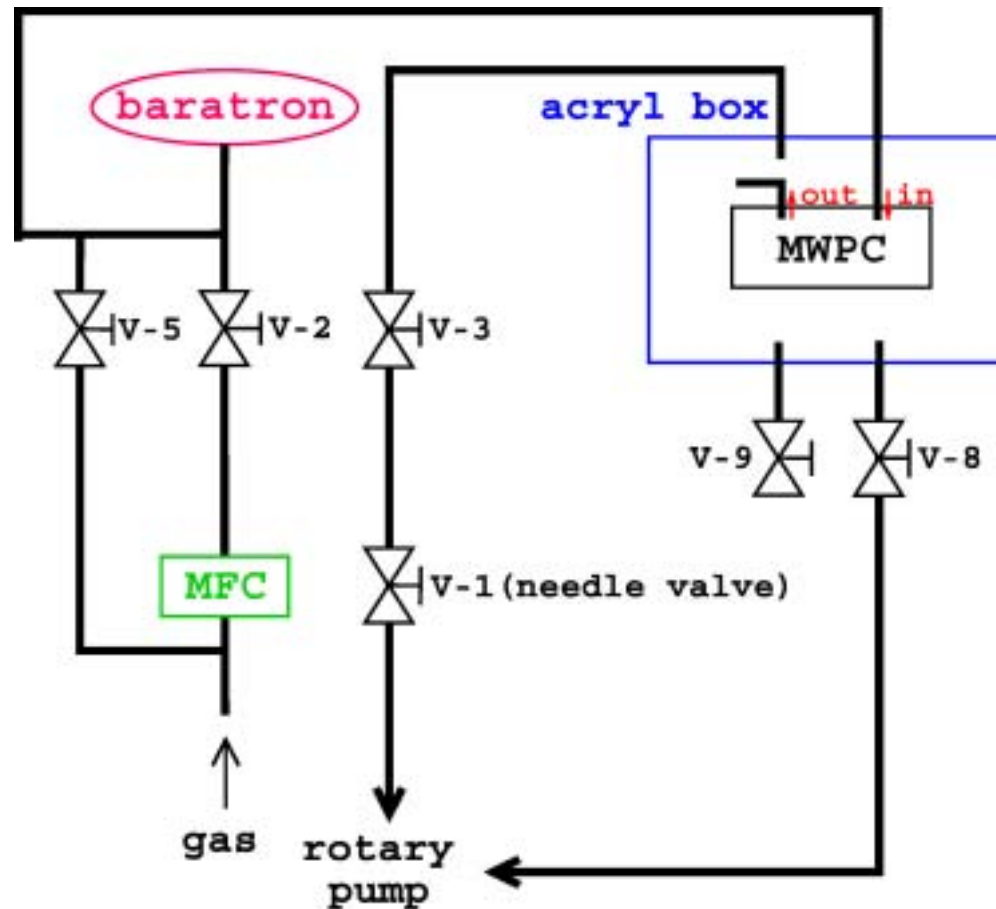 baratron
acryl box
out
in
MWPC
V-5
V-2
V-3
V-9
V-8
MFC
V-1(needle valve)
gas
rotary
pump